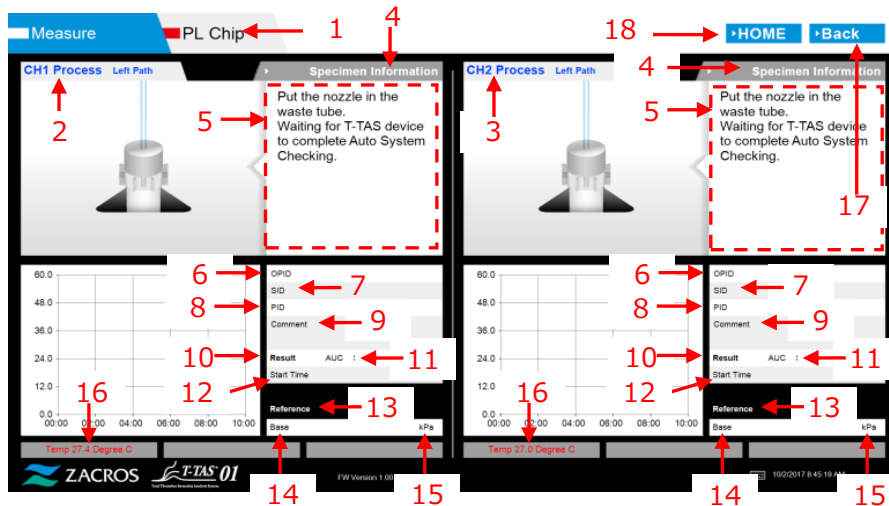 Measure
PL Chip
1
4
18
HOME
Back
CH1 Process Left Path
Specimen Information
CH2 Process Left Path
4
Specimen Information
2
5
Put the nozzle in the
waste tube.
Waiting for T-TAS device
to complete Auto System
Checking.
3
5
Put the nozzle in the
waste tube.
Waiting for T-TAS device
to complete Auto System
Checking.
17
60.0
48.0
36.0
24.0
12.0
0.0
00:00 02:00 04:00 06:00 08:00 10:00
6
OPID
SID
7
8
PID
Comment
9
10
Result AUC :
11
12
Start Time
16
Reference
13
Base kPa
60.0
48.0
36.0
24.0
12.0
0.0
00:00 02:00 04:00 06:00 08:00 10:00
6
OPID
SID
7
8
PID
Comment
9
10
Result AUC :
11
12
Start Time
16
Reference
13
Base kPa
Temp 27.4 Degree C
Temp 27.0 Degree C
ZACROS
T-TAS 01
Total Thrombus-formation Analysis System
FW Version 1.00
10/2/2017 8:45:19 AM
14
15
14
15